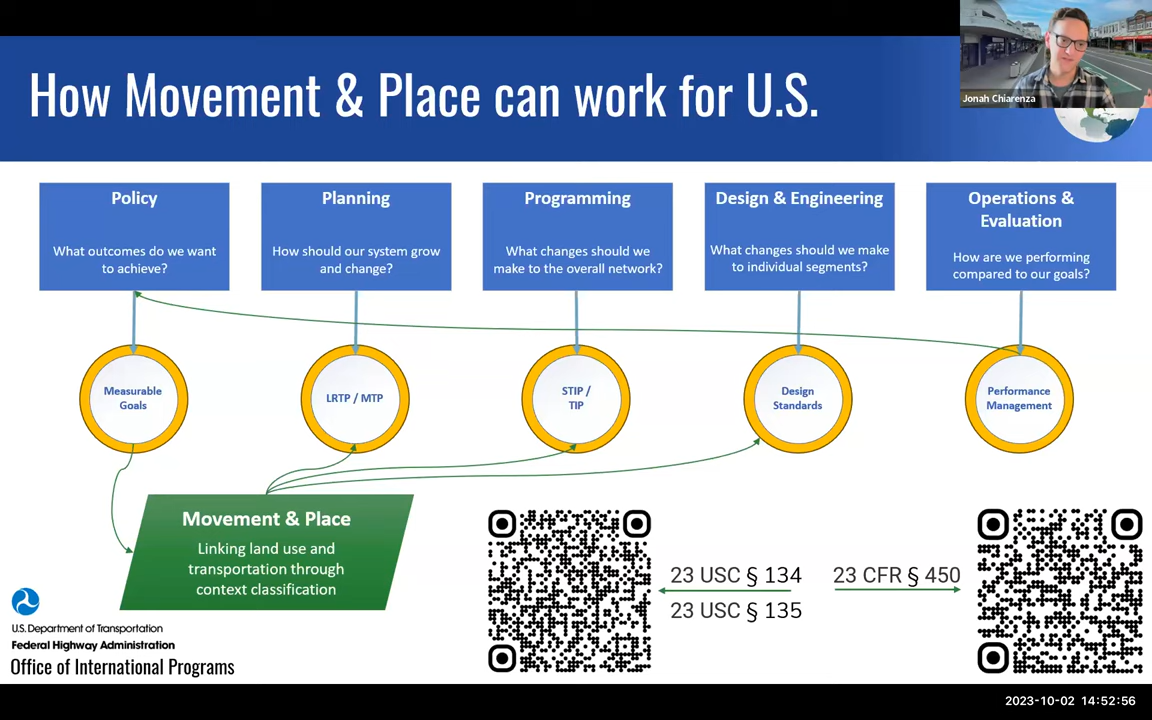 How Movement & Place can work for U.S.
Jonah Chiarenza
Policy
What outcomes do we want
to achieve?
Planning
How should our system grow
and change?
Programming
What changes should we
make to the overall network?
Design & Engineering
What changes should we make
to individual segments?
Operations &
Evaluation
How are we performing
compared to our goals?
Measurable
Goals
LRTP / MTP
STIP /
TIP
Design
Standards
Performance
Management
Movement & Place
Linking land use and
transportation through
context classification
23 USC § 134
23 USC § 135
23 CFR § 450
U.S. Department of Transportation
Federal Highway Administration
Office of International Programs
2023-10-02 14:52:56